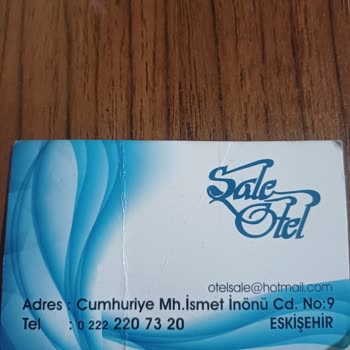 Sale
Otel
otelsale@hotmail.com
Adres : Cumhuriye Mh.İsmet İnönü Cd. No:9
Tel : 0 222 220 73 20 ESKİŞEHİR